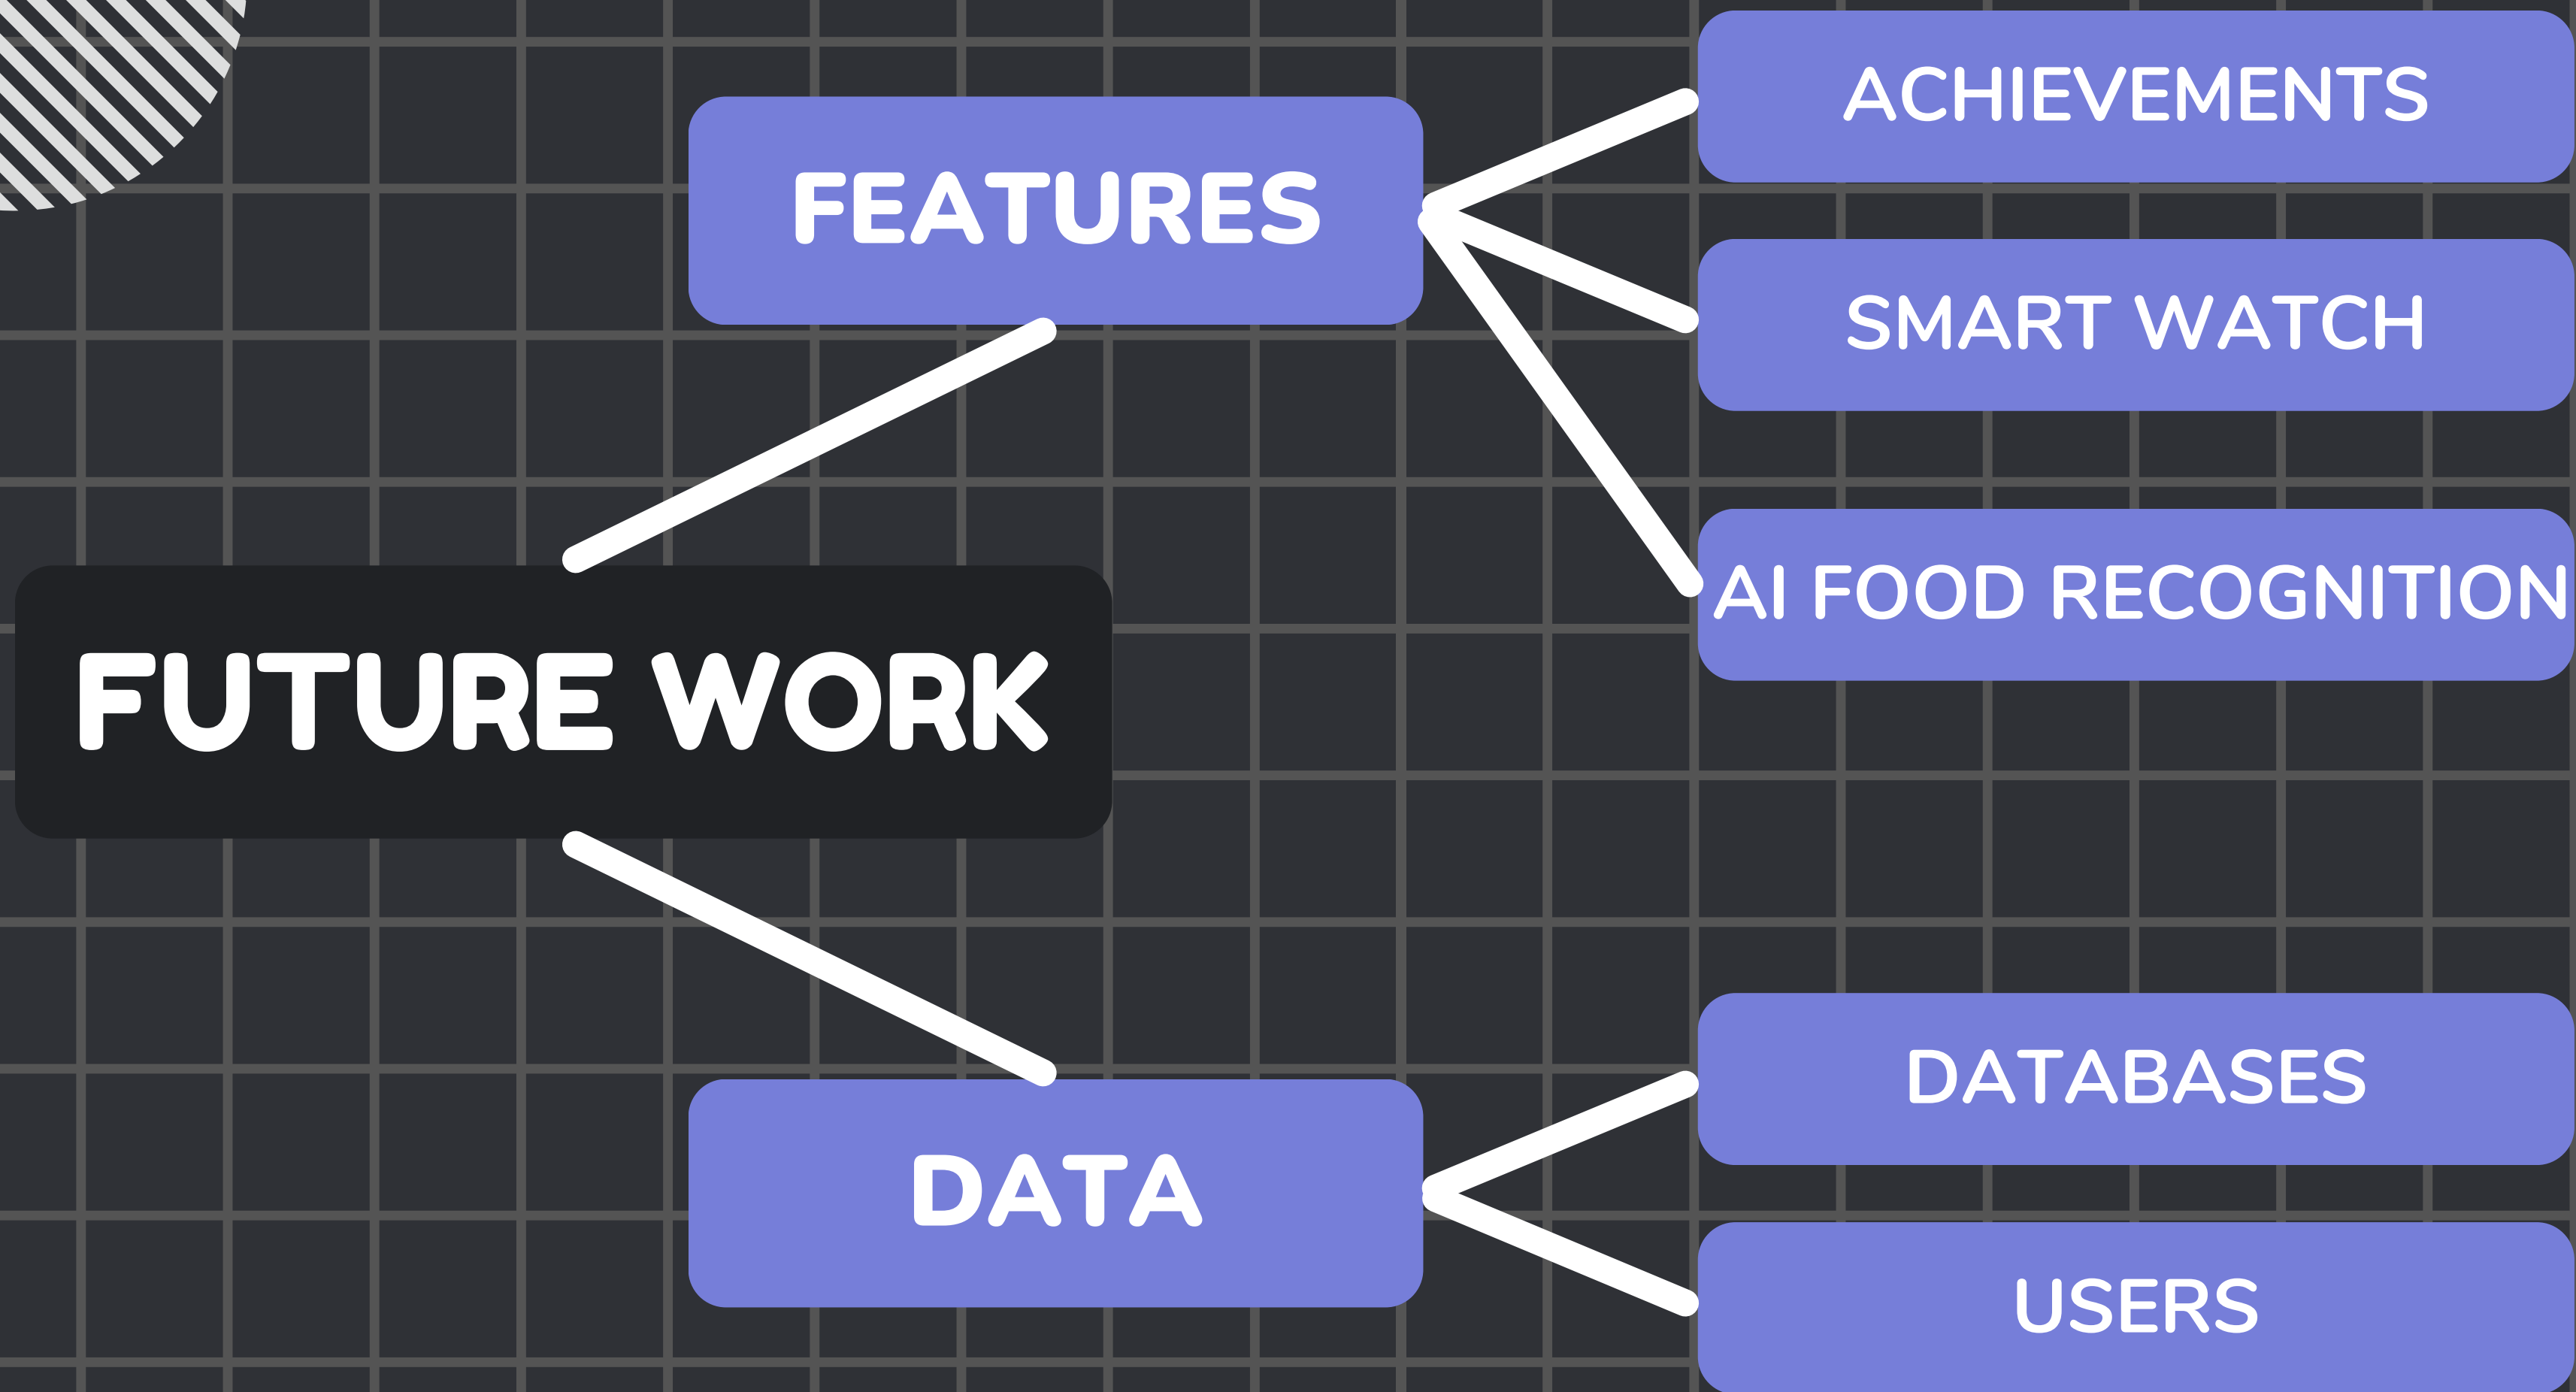 ACHIEVEMENTS
FEATURES
SMART WATCH
AI FOOD RECOGNITION
FUTURE WORK
DATABASES
DATA
USERS